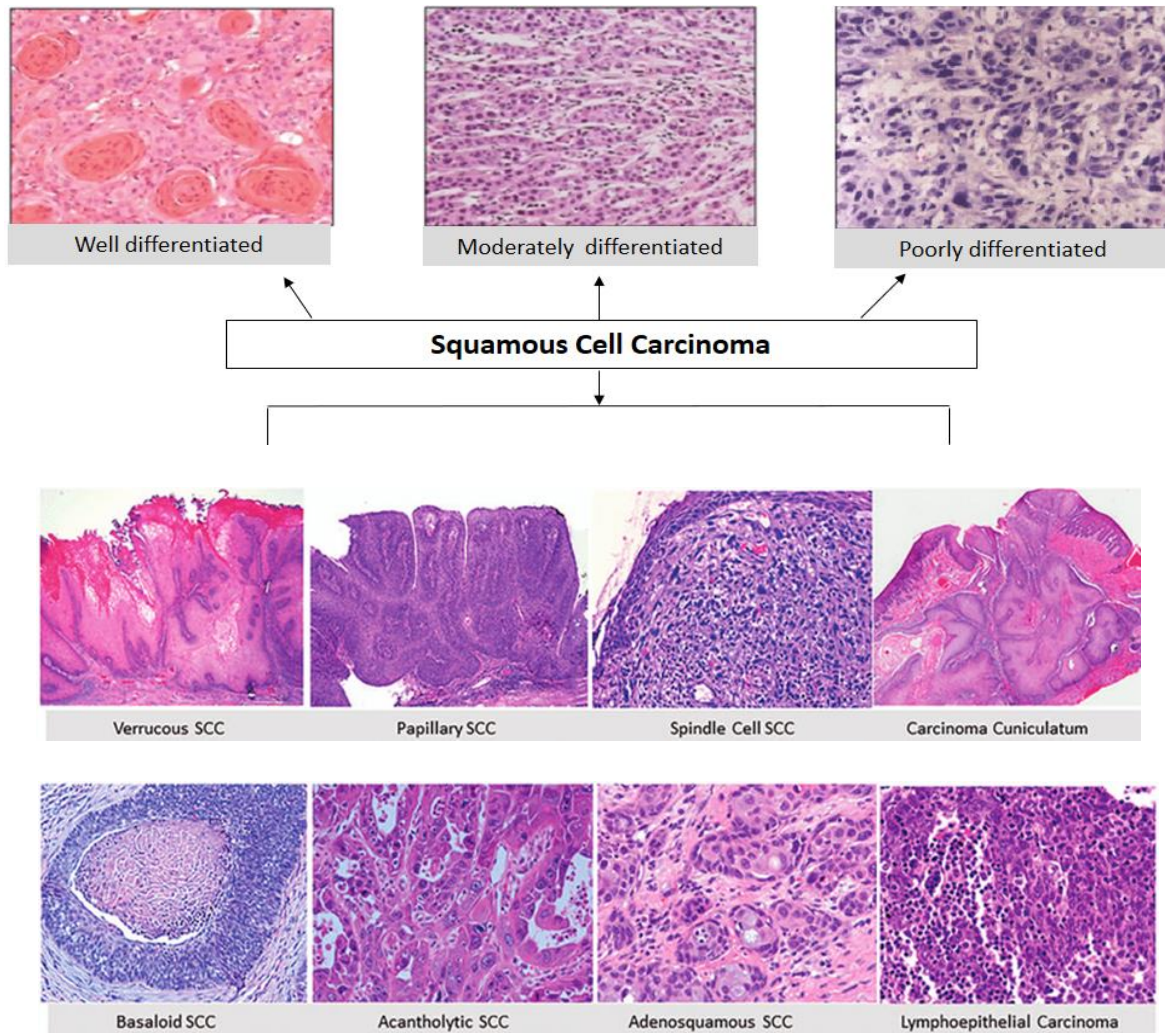 Well differentiated
Moderately differentiated
Poorly differentiated
Squamous Cell Carcinoma
Verrucous SCC
Papillary SCC
Spindle Cell SCC
Carcinoma Cuniculatum
Basaloid SCC
Acantholytic SCC
Adenosquamous SCC
Lymphoepithelial Carcinoma